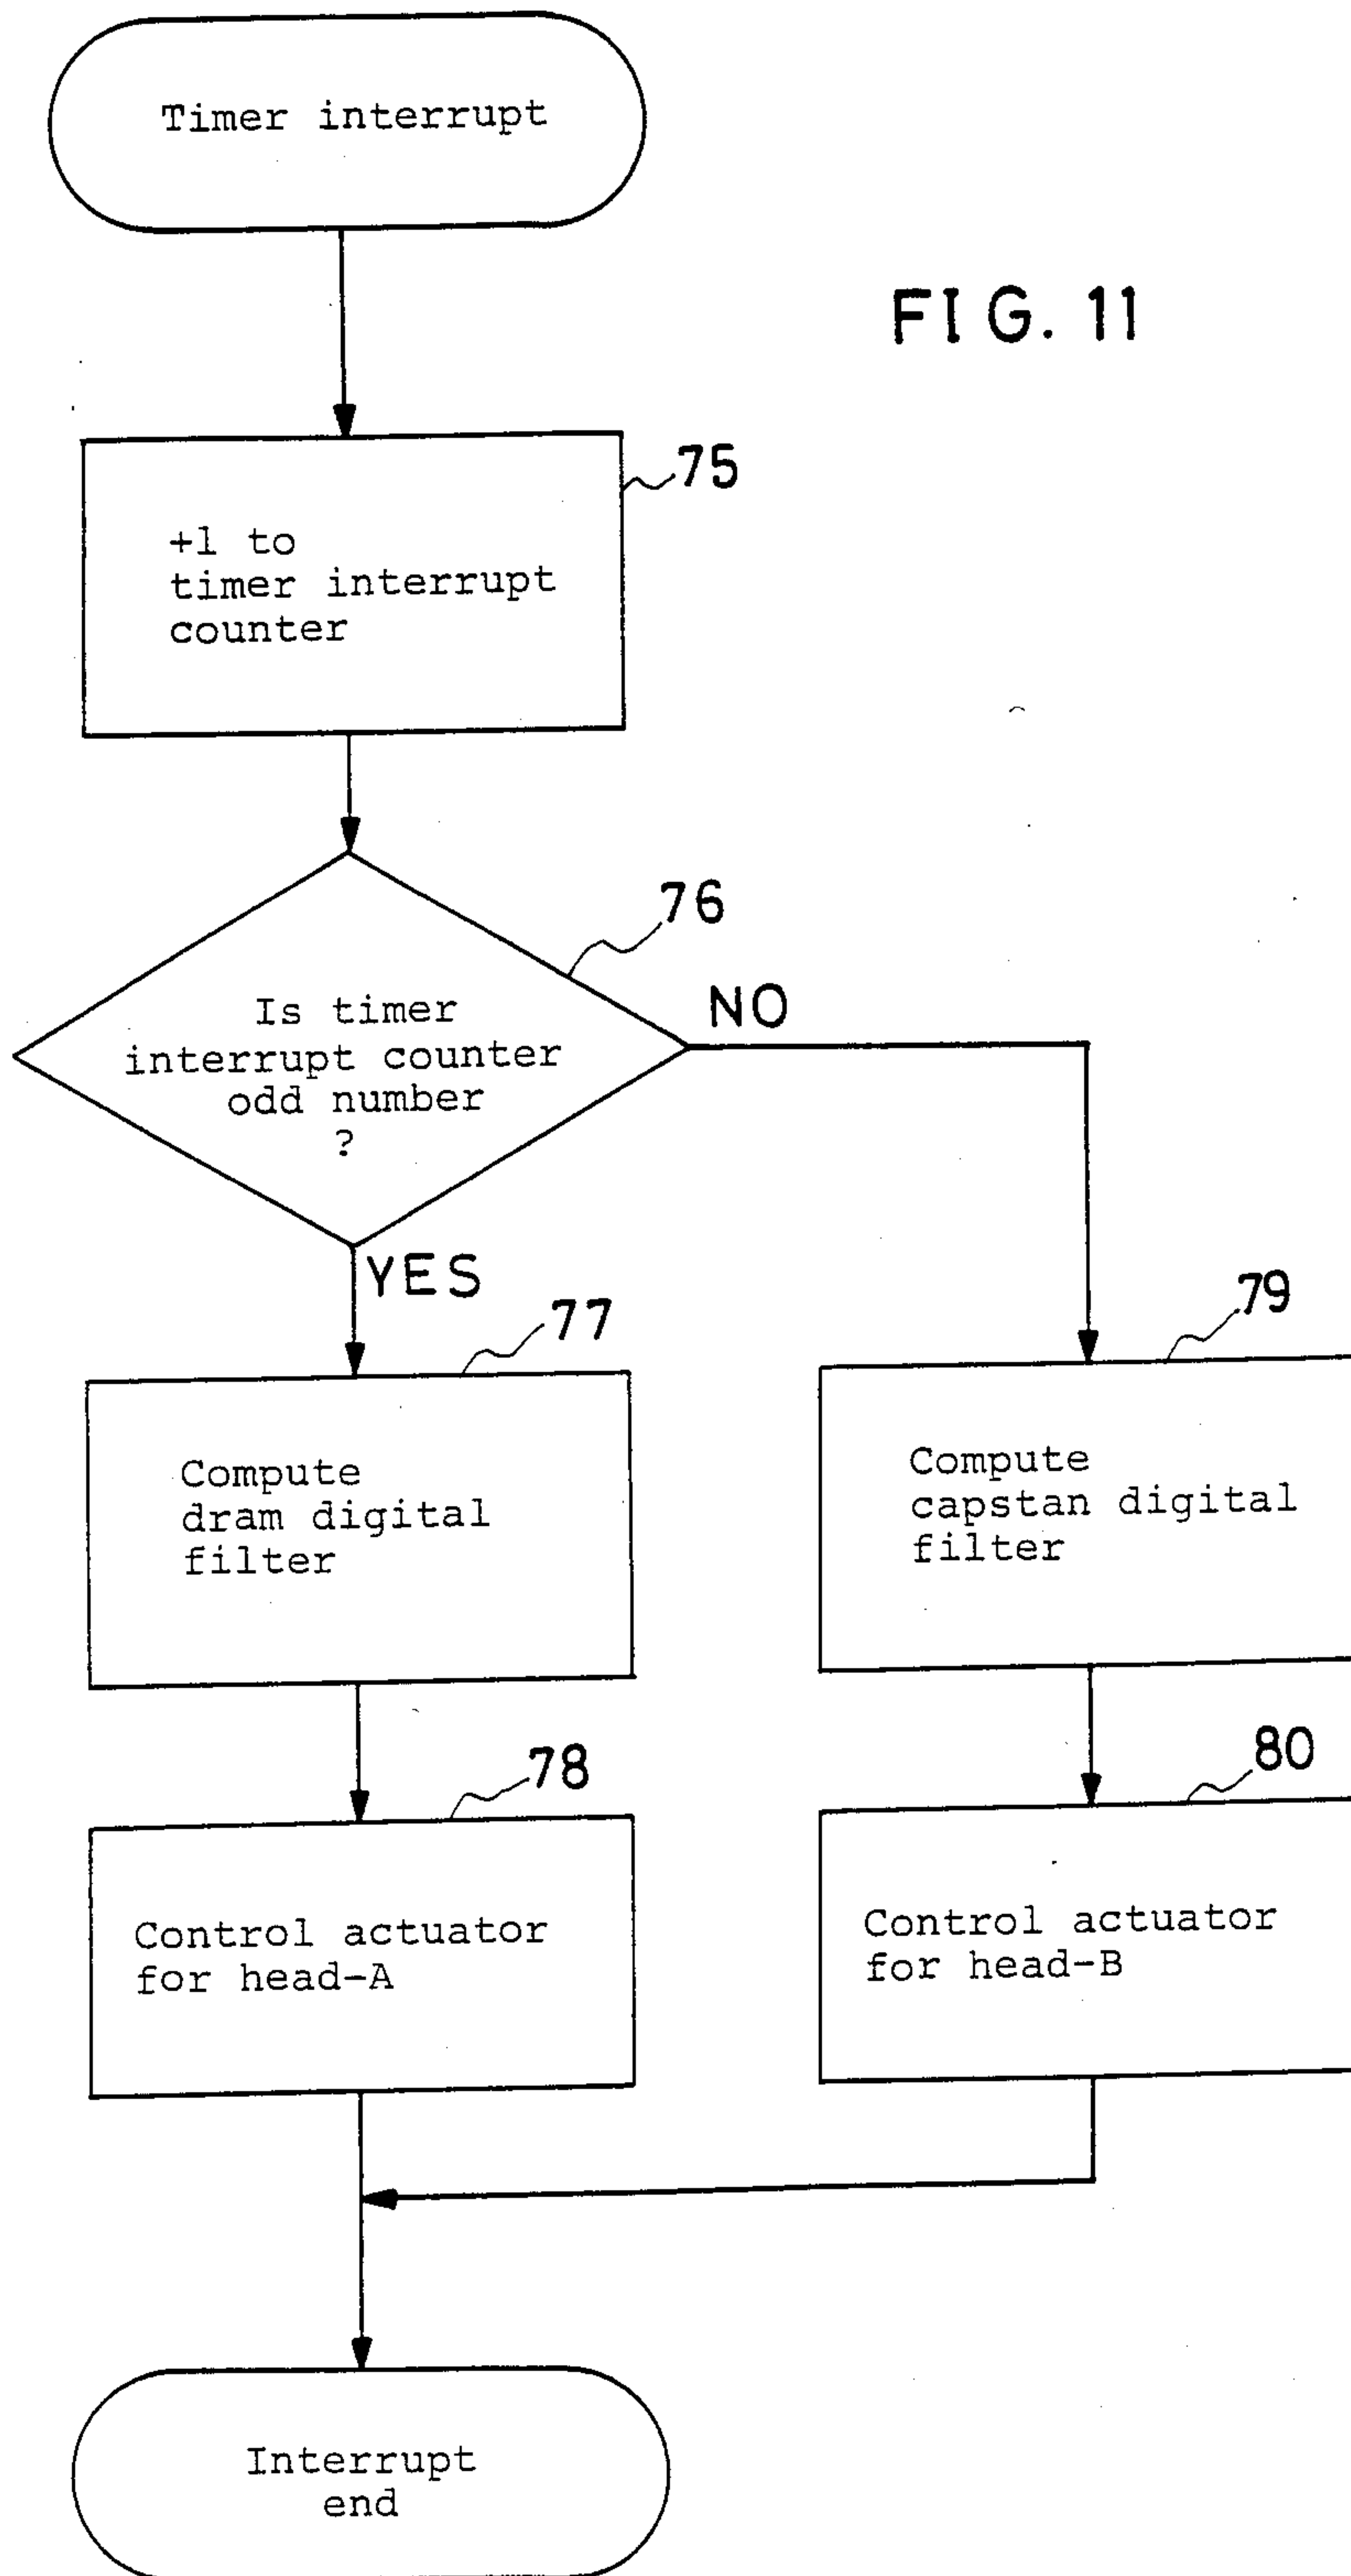 Timer interrupt
FIG. 11
75
+1 to
timer interrupt
counter
76
Is timer
interrupt counter
odd number
?
NO
YES
77
Compute
dram digital
filter
79
Compute
capstan digital
filter
78
Control actuator
for head-A
80
Control actuator
for head-B
Interrupt
end